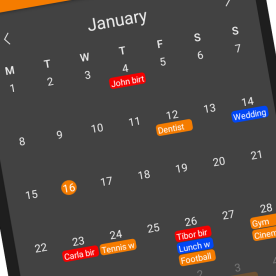 January
M T W T F S S
1 2 3 4 5 6 7
John birt
8 9 10 11 12 13 14
Dentist
Wedding
15 16 17 18 19 20 21
22 23 24 25 26 27 28
Carla bir
Tennis w
Tibor bir
Lunch w
Football
Gym
Cinem
2 3